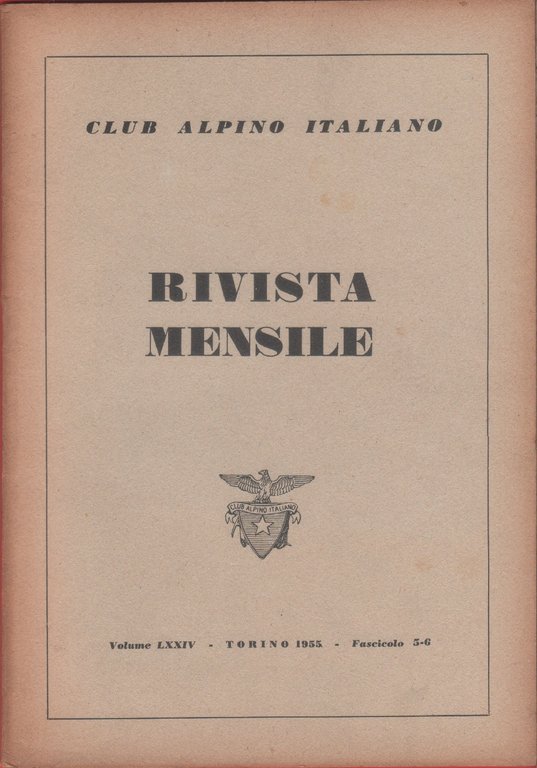 CLUB ALPINO ITALIANO
RIVISTA
MENSILE
CLUB ALPINO ITALIANO
Volume LXXIV - TORINO 1955 - Fascicolo 5-6